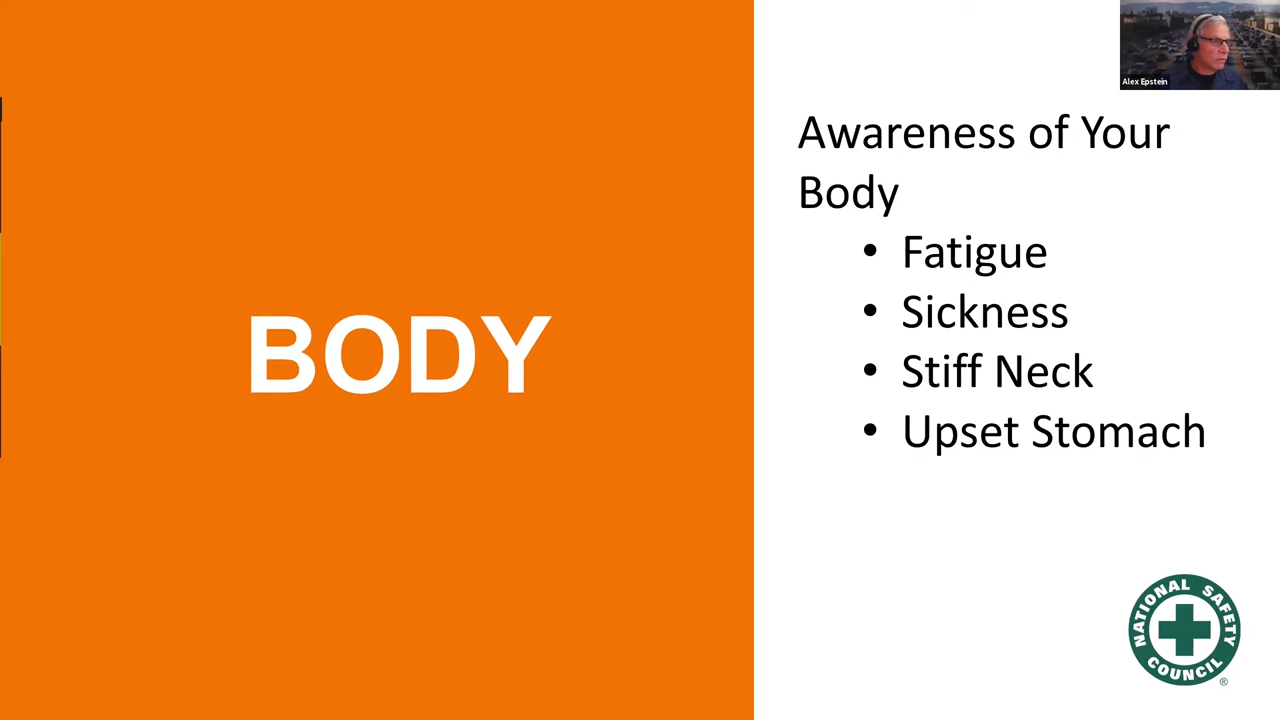 Alex Epstein
BODY
Awareness of Your
Body
• Fatigue
• Sickness
• Stiff Neck
• Upset Stomach
NATIONAL SAFETY
COUNCIL
®